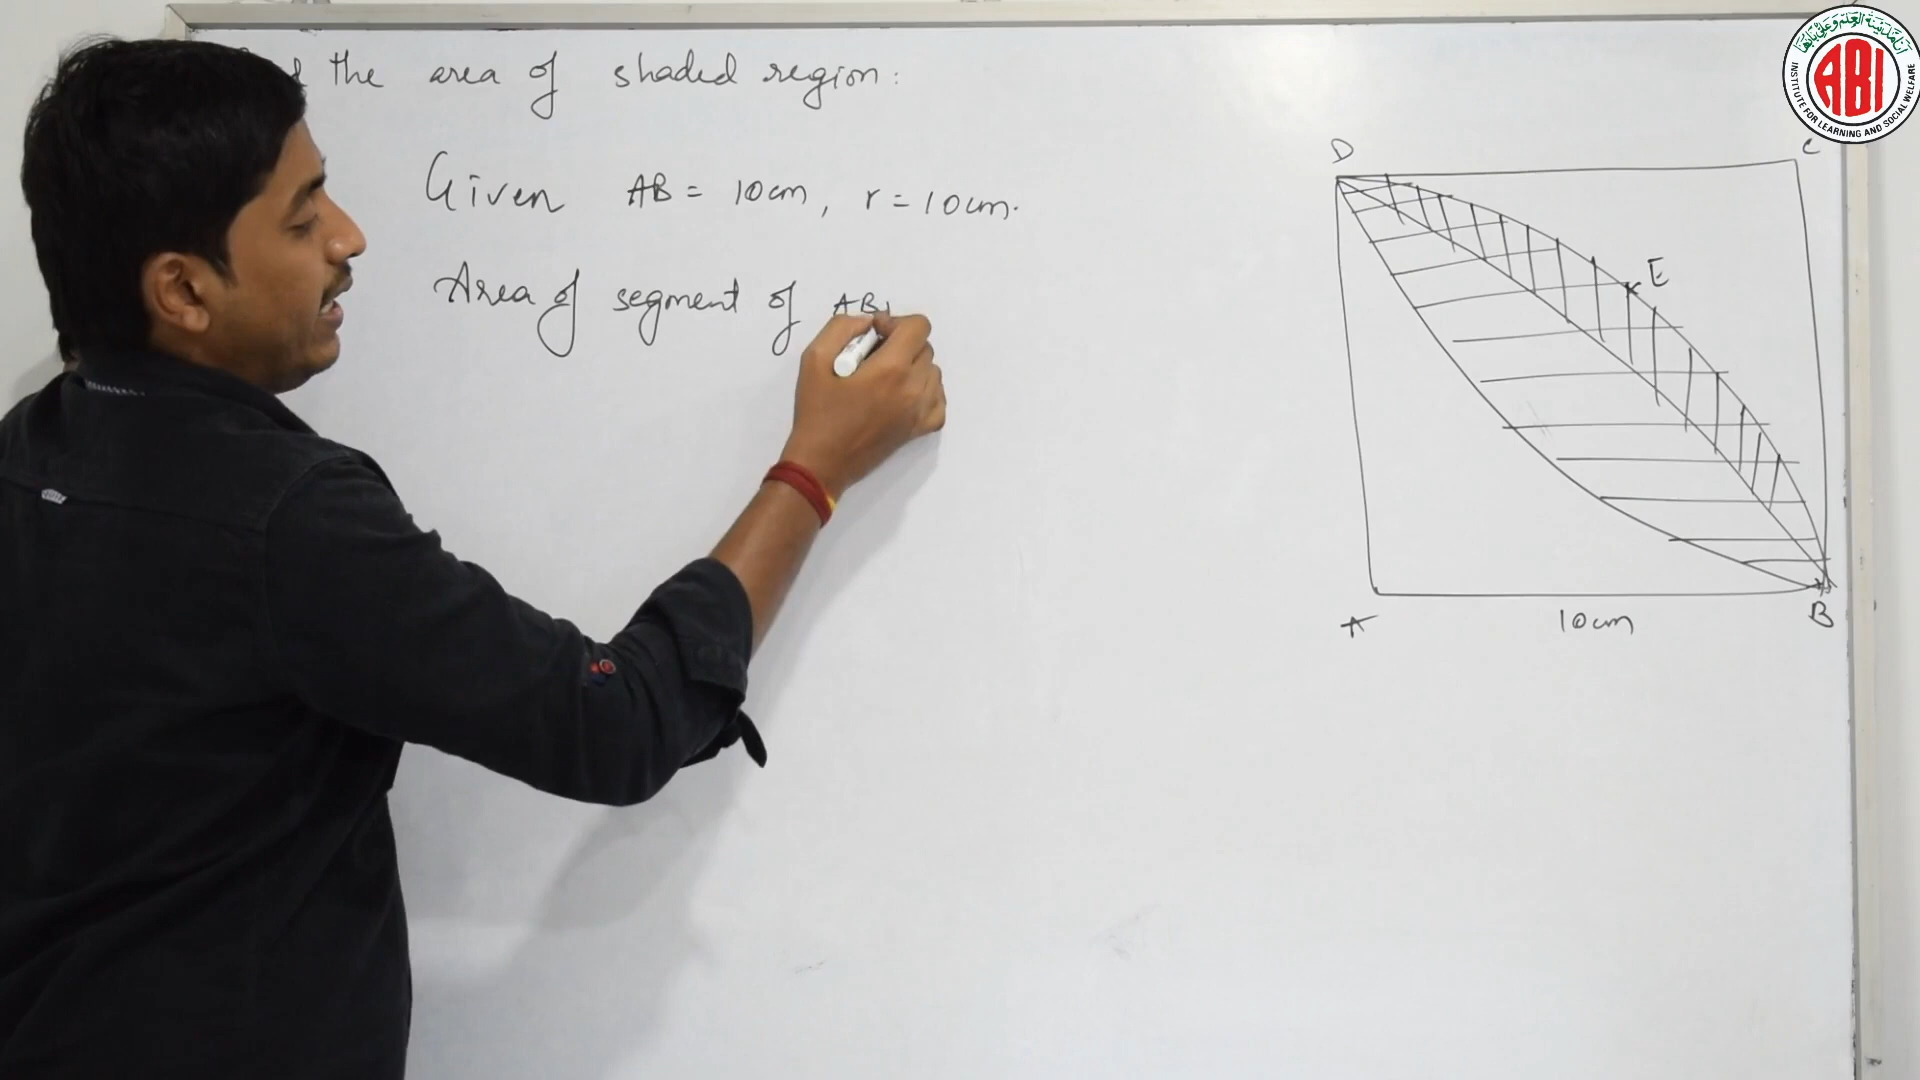 the area of shaded region:
Given AB = 10cm, r = 10cm.
Area of segment of AB
D
C
E
A
10cm
B
ABI
INSTITUTE FOR LEARNING AND SOCIAL WELFARE